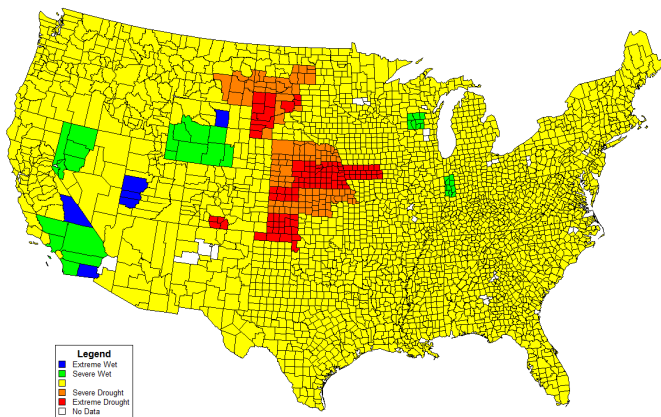 Legend
Extreme Wet
Severe Wet
Severe Drought
Extreme Drought
No Data